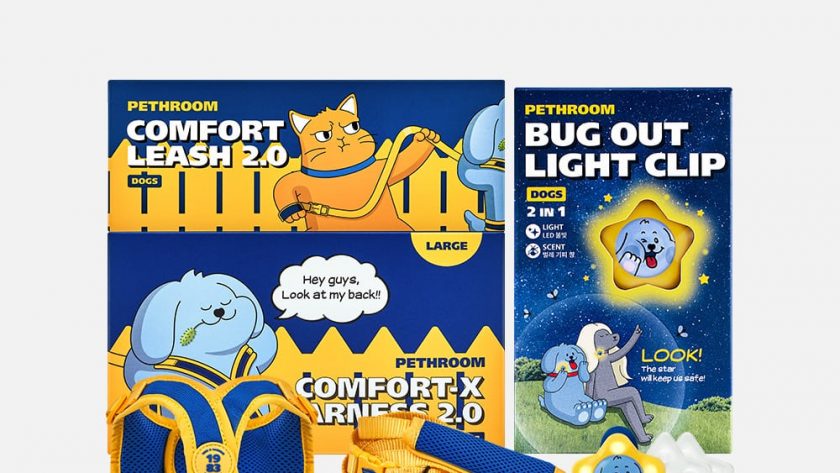 PETHROOM
COMFORT
LEASH 2.0
DOGS
LARGE
Hey guys,
Look at my back!!
PETHROOM
COMFORT-X
ARNESS 2.0
19
83
PETHROOM
BUG OUT
LIGHT CLIP
DOGS
2 IN 1
LIGHT
LED 불빛
SCENT
벌레 기피 향
LOOK!
The star
will keep us safe!